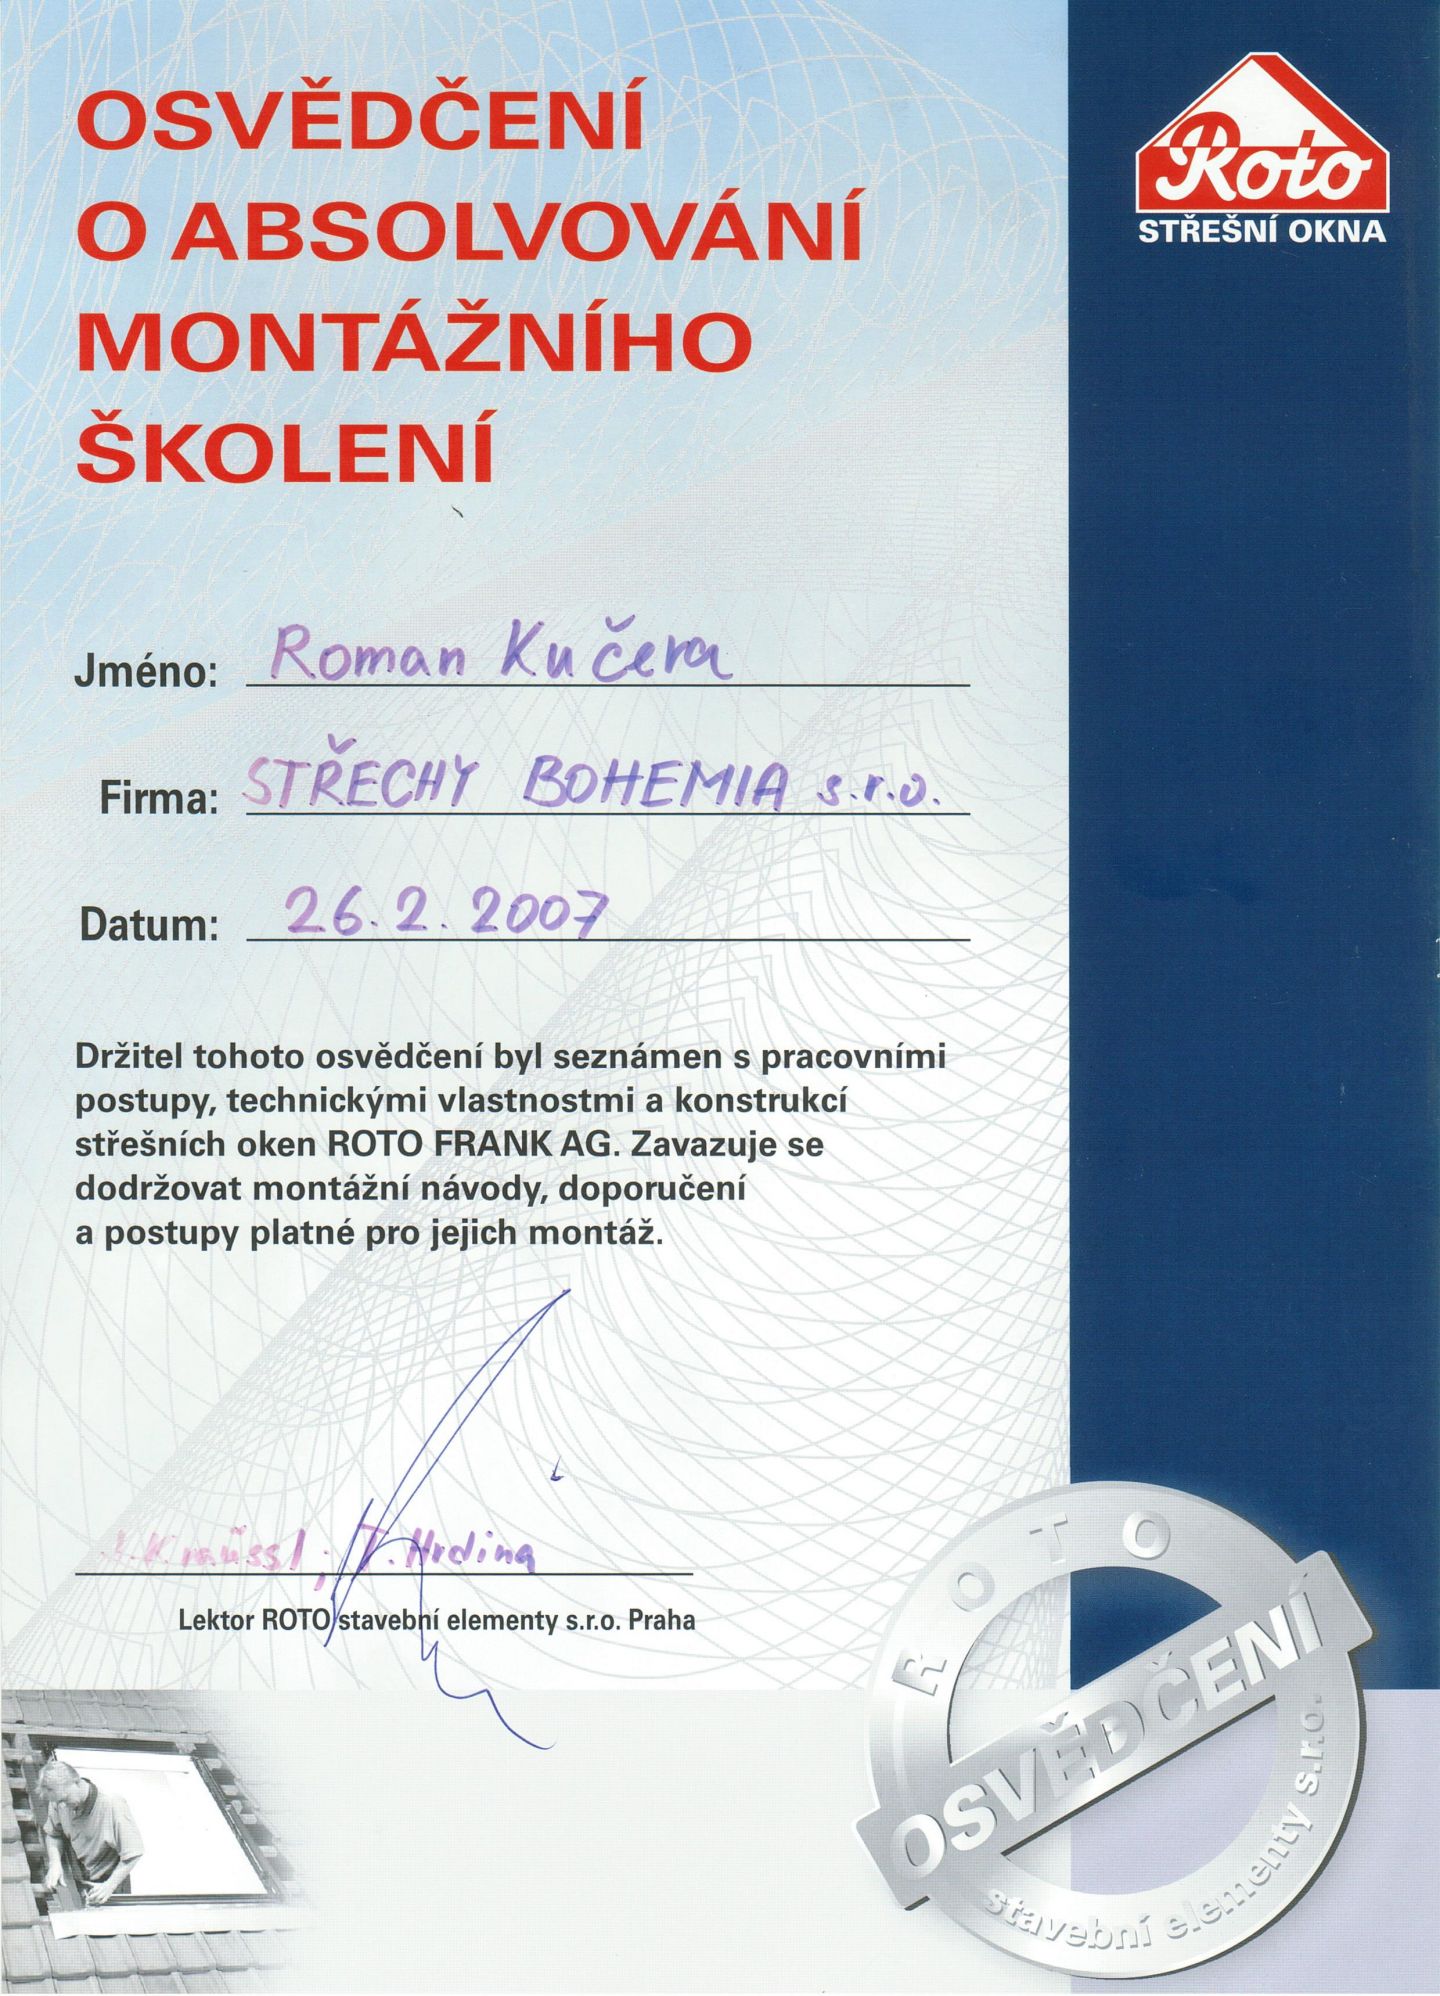 OSVĚDČENÍ
O ABSOLVOVÁNÍ
MONTÁŽNÍHO
ŠKOLENÍ
Roto
STŘEŠNÍ OKNA
Jméno: Roman Kučera
Firma: STŘECHY BOHEMIA s.r.o.
Datum: 26.2.2007
Držitel tohoto osvědčení byl seznámen s pracovními
postupy, technickými vlastnostmi a konstrukcí
střešních oken ROTO FRANK AG. Zavazuje se
dodržovat montážní návody, doporučení
a postupy platné pro jejich montáž.
Kraüssl; T. Hrdina
Lektor ROTO stavební elementy s.r.o. Praha
ROTO
OSVĚDČENÍ
stavební elementy s.r.o.